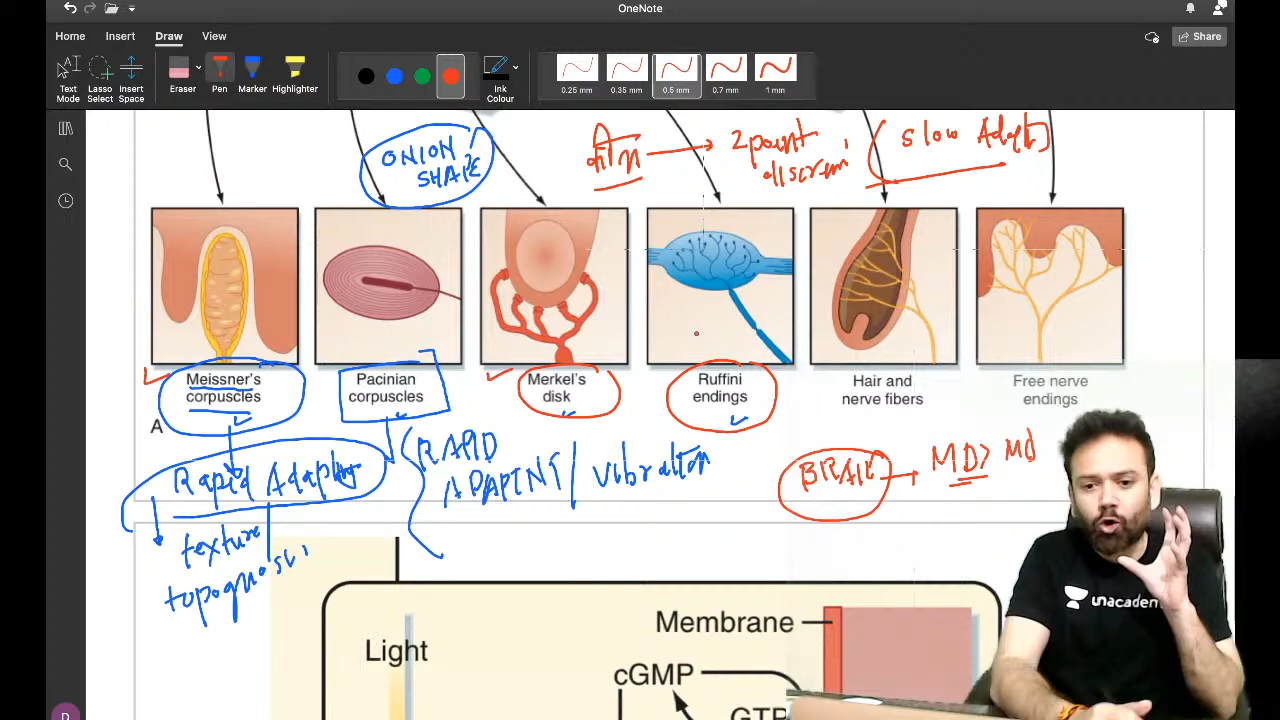 OneNote
Home Insert Draw View
Share
Text Mode
Lasso Select
Insert Space
Eraser
Pen
Marker
Highlighter
Ink Colour
0.25 mm
0.35 mm
0.5 mm
0.7 mm
1 mm
ONION
SHAPE
2 point
discrem
(slow Adapt)
Meissner's
corpuscles
Pacinian
corpuscles
Merkel's
disk
Ruffini
endings
Hair and
nerve fibers
Free nerve
endings
A
Rapid Adapting
texture
topognosi
RAPID
ADAPTNT / vibration
MD > MD
unacadem
Light
Membrane
cGMP
GTP
D